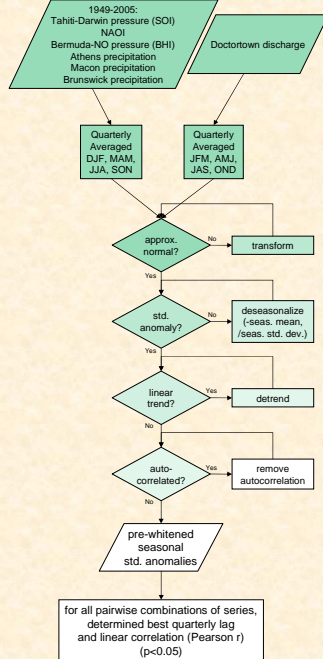 1949-2005:
Tahiti-Darwin pressure (SOI)
NAOI
Bermuda-NO pressure (BHI)
Athens precipitation
Macon precipitation
Brunswick precipitation
Doctortown discharge
Quarterly
Averaged
DJF, MAM,
JJA, SON
Quarterly
Averaged
JFM, AMJ,
JAS, OND
approx.
normal?
No
transform
Yes
std.
anomaly?
No
deseasonalize
(-seas. mean,
/seas. std. dev.)
Yes
linear
trend?
Yes
detrend
No
auto-
correlated?
Yes
remove
autocorrelation
No
pre-whitened
seasonal
std. anomalies
for all pairwise combinations of series,
determined best quarterly lag
and linear correlation (Pearson r)
(p<0.05)